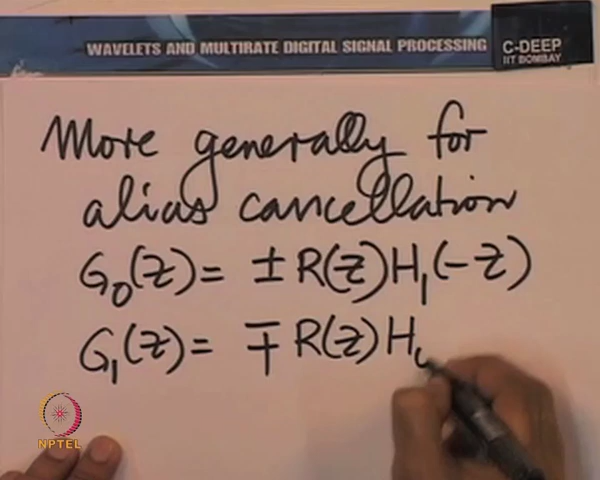 WAVELETS AND MULTIRATE DIGITAL SIGNAL PROCESSING
C-DEEP
IIT BOMBAY
More generally for
alias cancellation
G₀(z) = ± R(z)H₁(-z)
G₁(z) = ∓ R(z)H
NPTEL